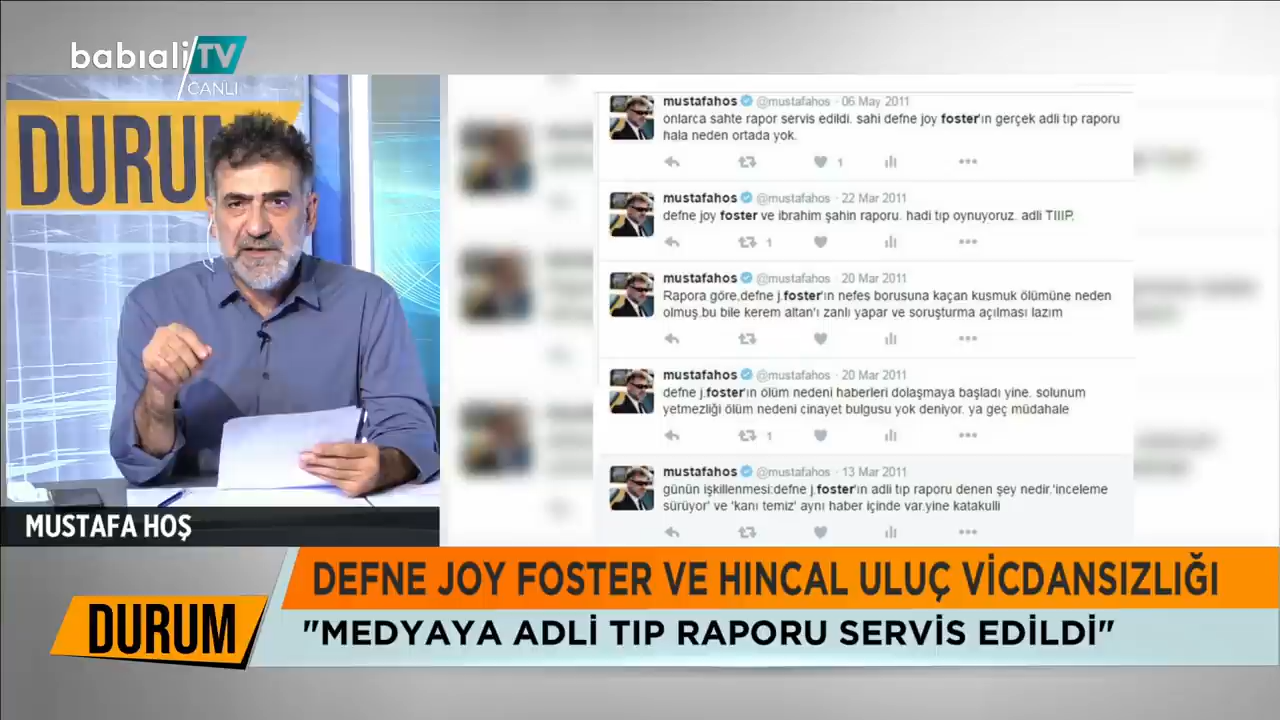 babıali TV
CANLI
DURUM
mustafahos @mustafahos · 06 May 2011
onlarca sahte rapor servis edildi. sahi defne joy foster'ın gerçek adli tıp raporu
hala neden ortada yok.
1
mustafahos @mustafahos · 22 Mar 2011
defne joy foster ve ibrahim şahin raporu. hadi tıp oynuyoruz. adli TIIIP.
1
mustafahos @mustafahos · 20 Mar 2011
Rapora göre,defne j.foster'ın nefes borusuna kaçan kusmuk ölümüne neden
olmuş.bu bile kerem altan'ı zanlı yapar ve soruşturma açılması lazım
mustafahos @mustafahos · 20 Mar 2011
defne j.foster'ın ölüm nedeni haberleri dolaşmaya başladı yine. solunum
yetmezliği ölüm nedeni cinayet bulgusu yok deniyor. ya geç müdahale
1
mustafahos @mustafahos · 13 Mar 2011
günün işkillenmesi:defne j.foster'ın adli tıp raporu denen şey nedir.'inceleme
sürüyor' ve 'kanı temiz' aynı haber içinde var.yine katakulli
MUSTAFA HOŞ
DEFNE JOY FOSTER VE HINCAL ULUÇ VİCDANSIZLIĞI
DURUM
"MEDYAYA ADLİ TIP RAPORU SERVİS EDİLDİ"